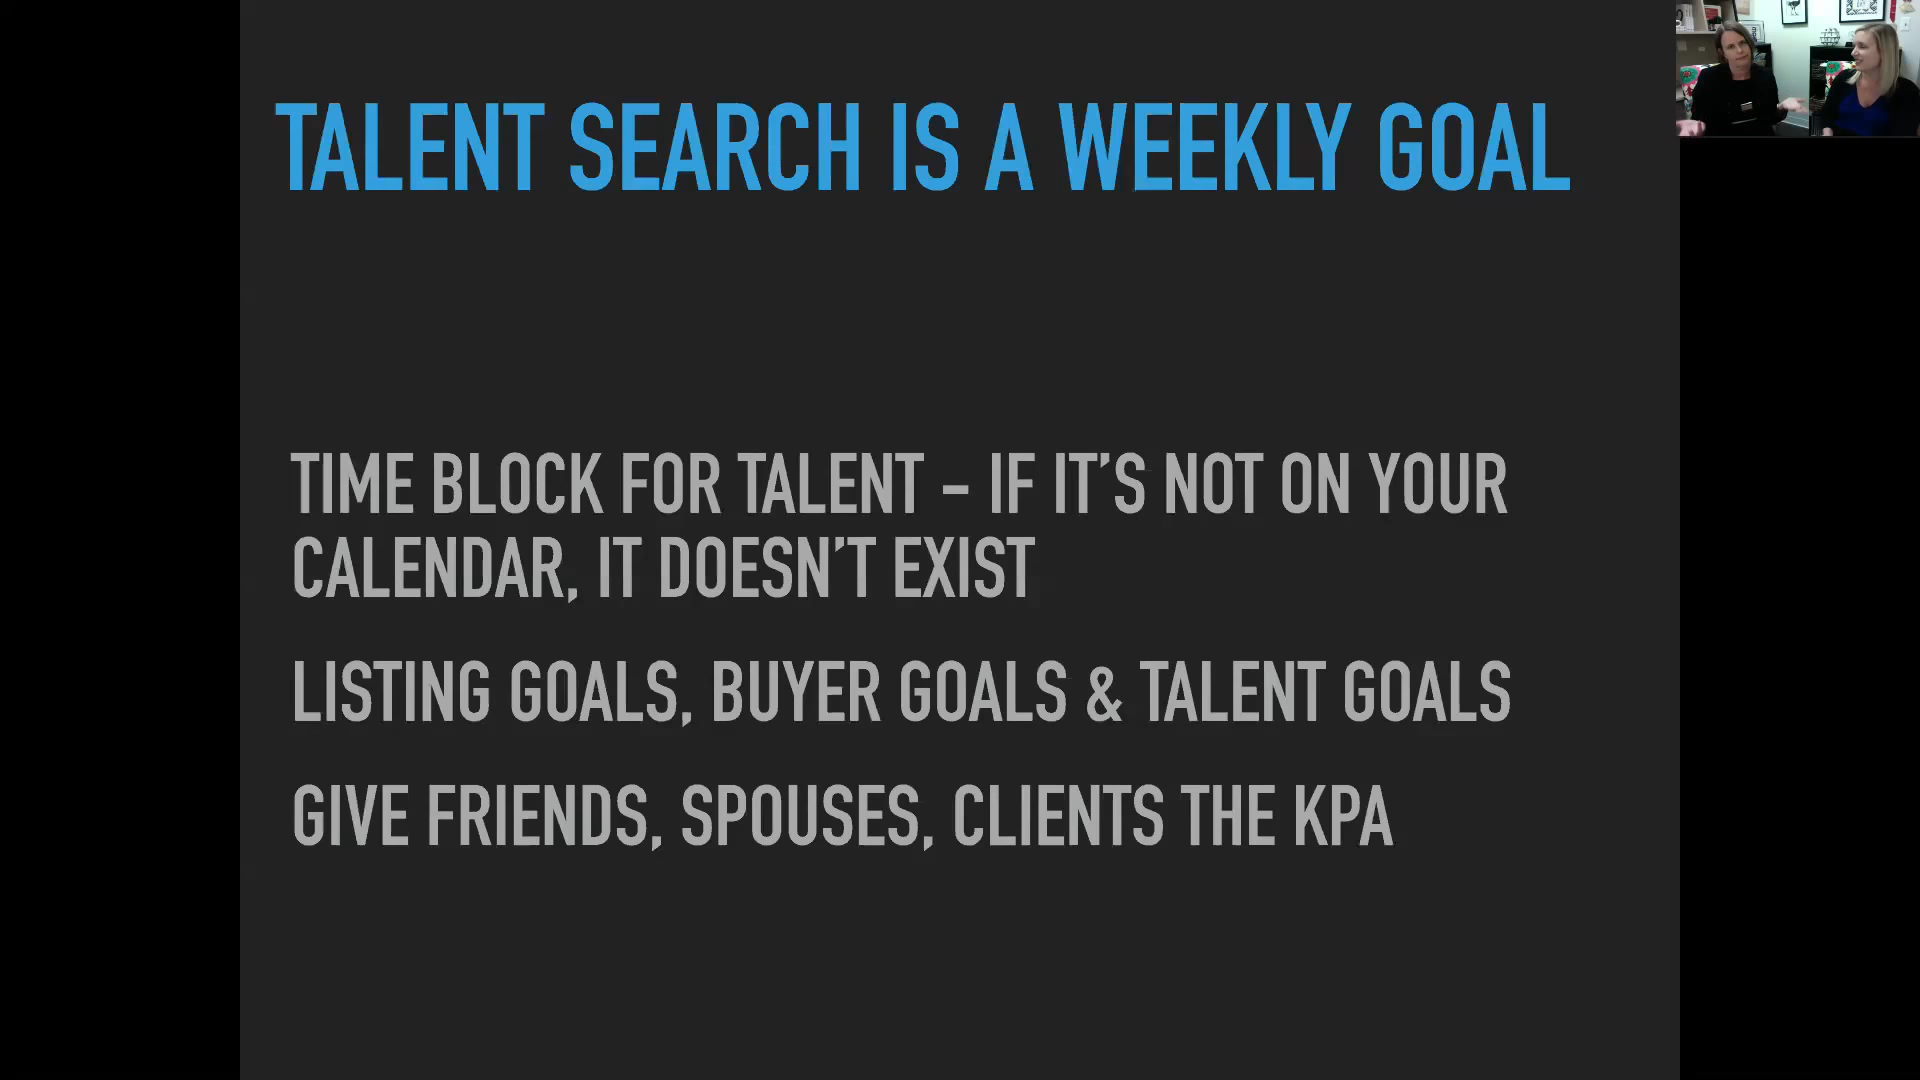 TALENT SEARCH IS A WEEKLY GOAL
TIME BLOCK FOR TALENT – IF IT’S NOT ON YOUR
CALENDAR, IT DOESN’T EXIST
LISTING GOALS, BUYER GOALS & TALENT GOALS
GIVE FRIENDS, SPOUSES, CLIENTS THE KPA